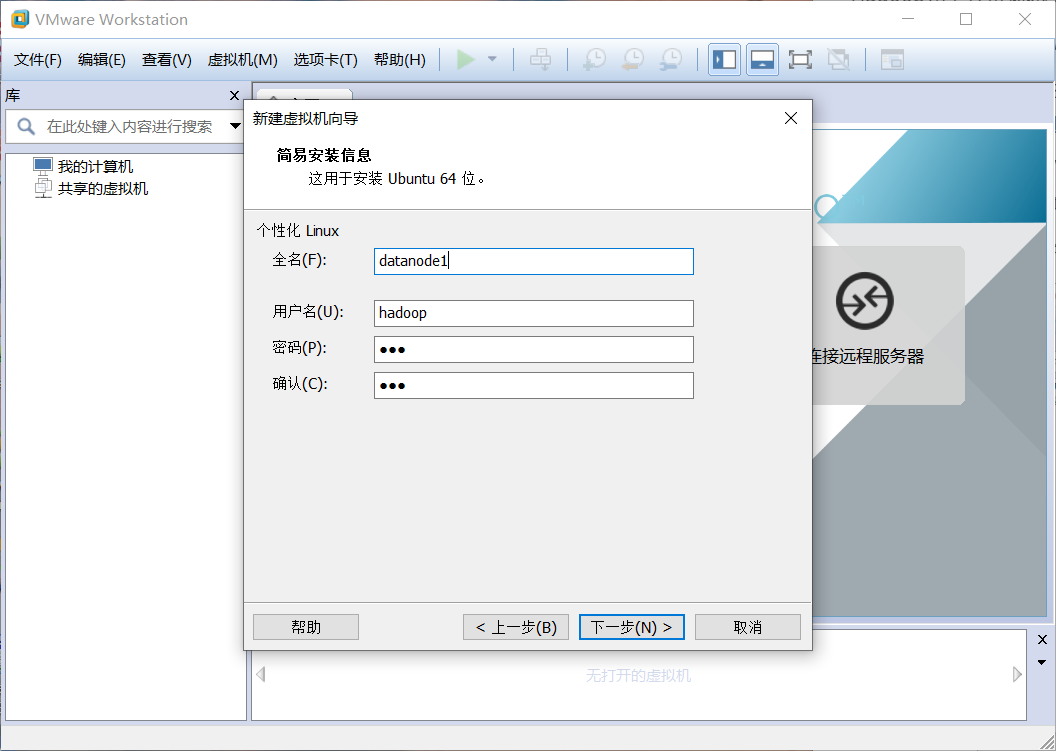 VMware Workstation
文件(F) 编辑(E) 查看(V) 虚拟机(M) 选项卡(T) 帮助(H)
库
在此处键入内容进行搜索
我的计算机
共享的虚拟机
新建虚拟机向导
简易安装信息
这用于安装 Ubuntu 64 位。
个性化 Linux
全名(F): datanode1
用户名(U): hadoop
密码(P): ●●●
确认(C): ●●●
连接远程服务器
帮助 < 上一步(B) 下一步(N) > 取消
无打开的虚拟机